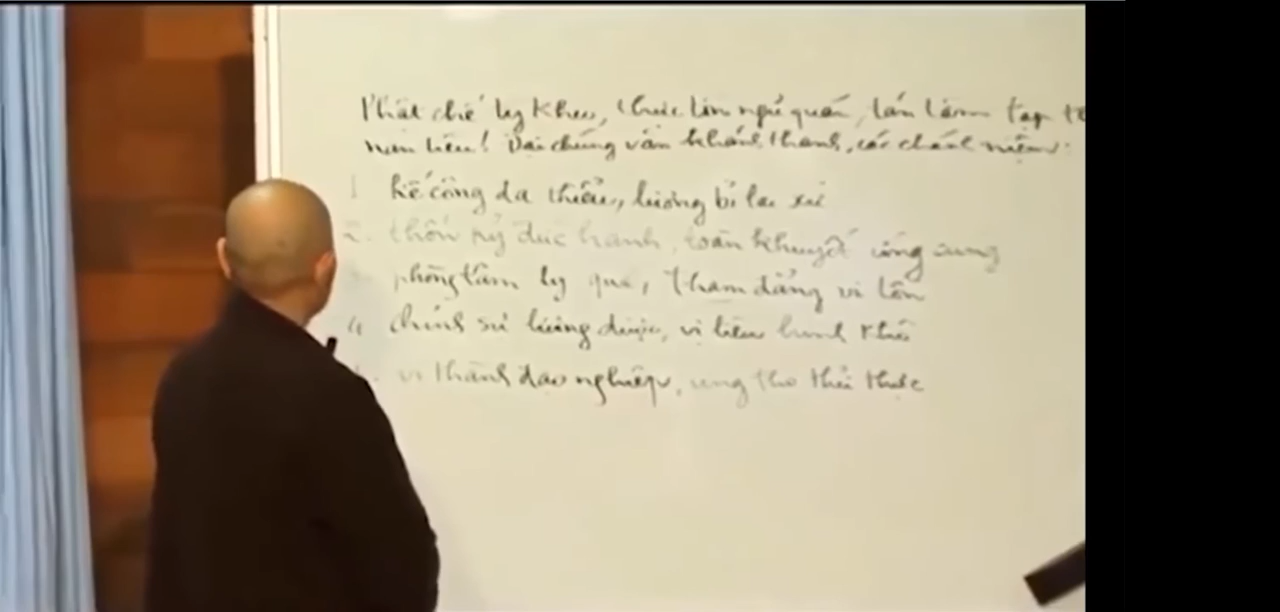 Phật chế tỳ kheo, thực tồn ngũ quán, tán tâm tạp
nan tiêu! Đại chúng văn khánh thanh, các chánh niệm:
1 kế công đa thiểu, lượng bỉ lai xứ
2. thốn kỷ đức hạnh, toàn khuyết ứng cung
phòng tâm ly quá, tham đẳng vi tôn
4 chính sự lương dược, vị liệu hình khô
vị thành đạo nghiệp, ưng thọ thử thực